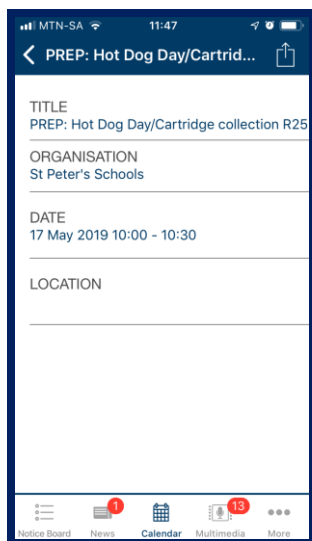 MTN-SA 11:47
PREP: Hot Dog Day/Cartrid...
TITLE
PREP: Hot Dog Day/Cartridge collection R25
ORGANISATION
St Peter's Schools
DATE
17 May 2019 10:00 - 10:30
LOCATION
1 13
Notice Board News Calendar Multimedia More